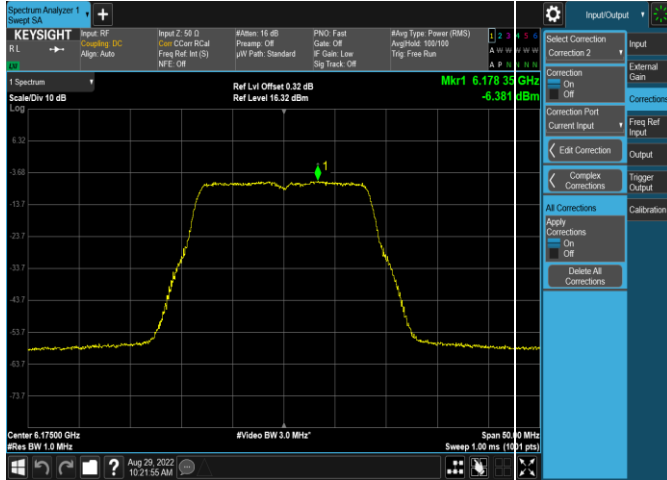 Spectrum Analyzer 1
Swept SA
Input/Output
KEYSIGHT
R L
Input: RF
Coupling: DC
Align: Auto
Input Z: 50 Ω
Corr CCorr RCal
Freq Ref: Int (S)
NFE: Off
#Atten: 16 dB
Preamp: Off
µW Path: Standard
PNO: Fast
Gate: Off
IF Gain: Low
Sig Track: Off
#Avg Type: Power (RMS)
Avg|Hold: 100/100
Trig: Free Run
1 2 3 4 5 6
A W W W W W
A P N N N N
1 Spectrum
Scale/Div 10 dB
Log
Ref Lvl Offset 0.32 dB
Ref Level 16.32 dBm
Mkr1 6.178 35 GHz
-6.381 dBm
1
6.32
-3.68
-13.7
-23.7
-33.7
-43.7
-53.7
-63.7
-73.7
Center 6.17500 GHz
#Res BW 1.0 MHz
#Video BW 3.0 MHz*
Span 50.00 MHz
Sweep 1.00 ms (1001 pts)
Aug 29, 2022
10:21:55 AM
Select Correction
Correction 2
Correction
On
Off
Correction Port
Current Input
Edit Correction
Complex
Corrections
All Corrections
Apply
Corrections
On
Off
Delete All
Corrections
Input
External
Gain
Corrections
Freq Ref
Input
Output
Trigger
Output
Calibration